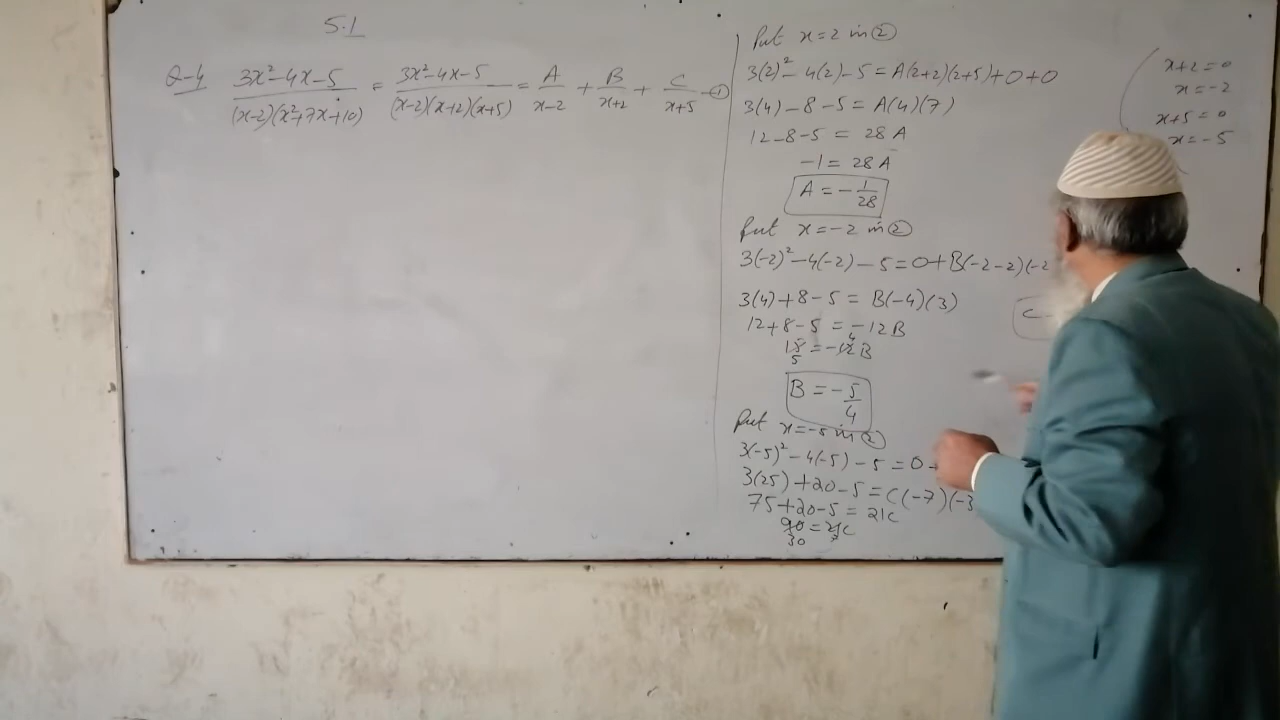 5.1
Q-4 (3x²-4x-5)/((x-2)(x²+7x+10)) = (3x²-4x-5)/((x-2)(x+2)(x+5)) = A/(x-2) + B/(x+2) + C/(x+5) —①
Put x=2 in ②
3(2)² - 4(2) - 5 = A(2+2)(2+5)+0+0
3(4) - 8 - 5 = A(4)(7)
12 - 8 - 5 = 28A
-1 = 28A
A = -1/28
Put x=-2 in ②
3(-2)² - 4(-2) - 5 = 0 + B(-2-2)(-2
3(4)+8-5 = B(-4)(3)
12+8-5 = -12B
15 = -12B
5 4
B = -5/4
Put x=-5 in ②
3(-5)² - 4(-5) - 5 = 0 +
3(25)+20-5 = C(-7)(-3
75+20-5 = 21C
90 = 21C
30
x+2=0
x=-2
x+5=0
x=-5
C